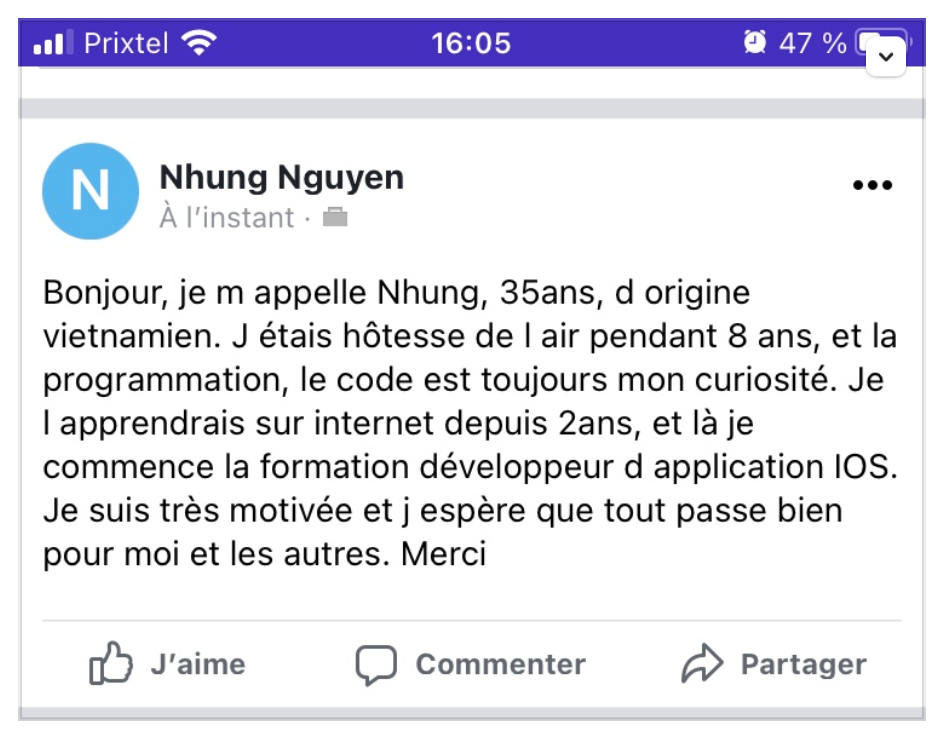 Prixtel 16:05 47 %
N
Nhung Nguyen
À l'instant ·
Bonjour, je m appelle Nhung, 35ans, d origine
vietnamien. J étais hôtesse de l air pendant 8 ans, et la
programmation, le code est toujours mon curiosité. Je
l apprendrais sur internet depuis 2ans, et là je
commence la formation développeur d application IOS.
Je suis très motivée et j espère que tout passe bien
pour moi et les autres. Merci
J'aime Commenter Partager